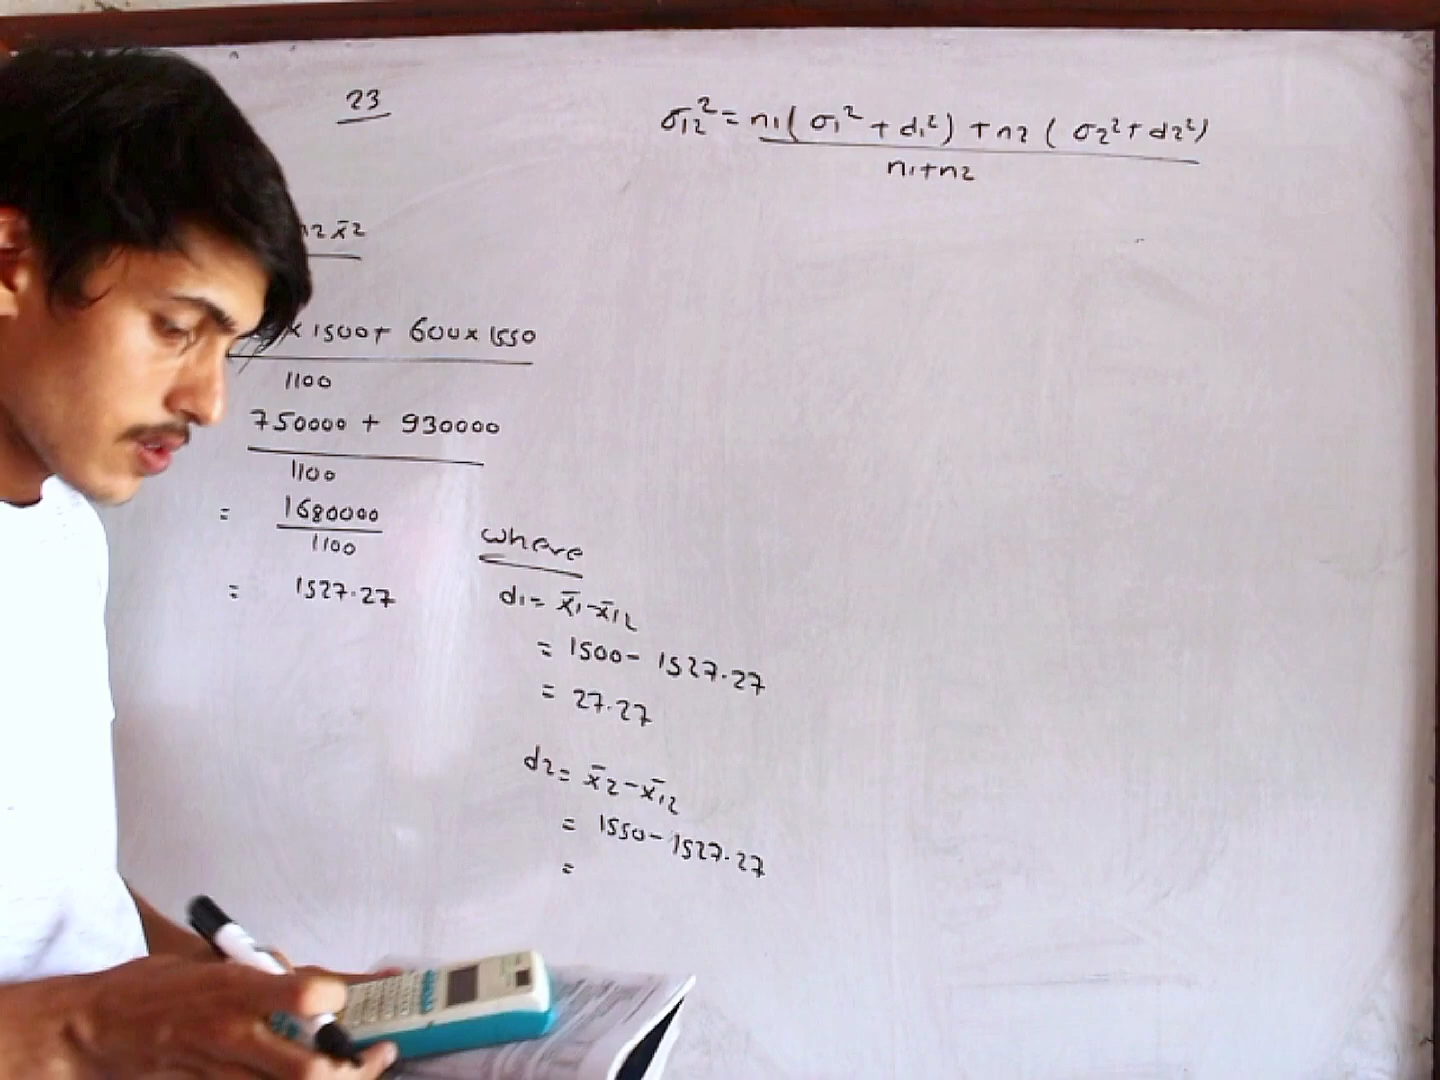 23
σ₁₂² = n₁( σ₁² + d₁²) + n₂ ( σ₂² + d₂²)
n₁+n₂
n₂x̄₂
× 1500 + 600 × 1550
1100
750000 + 930000
1100
= 1680000
1100
= 1527.27
where
d₁ = x̄₁ - x̄₁₂
= 1500 - 1527.27
= 27.27
d₂ = x̄₂ - x̄₁₂
= 1550 - 1527.27
=